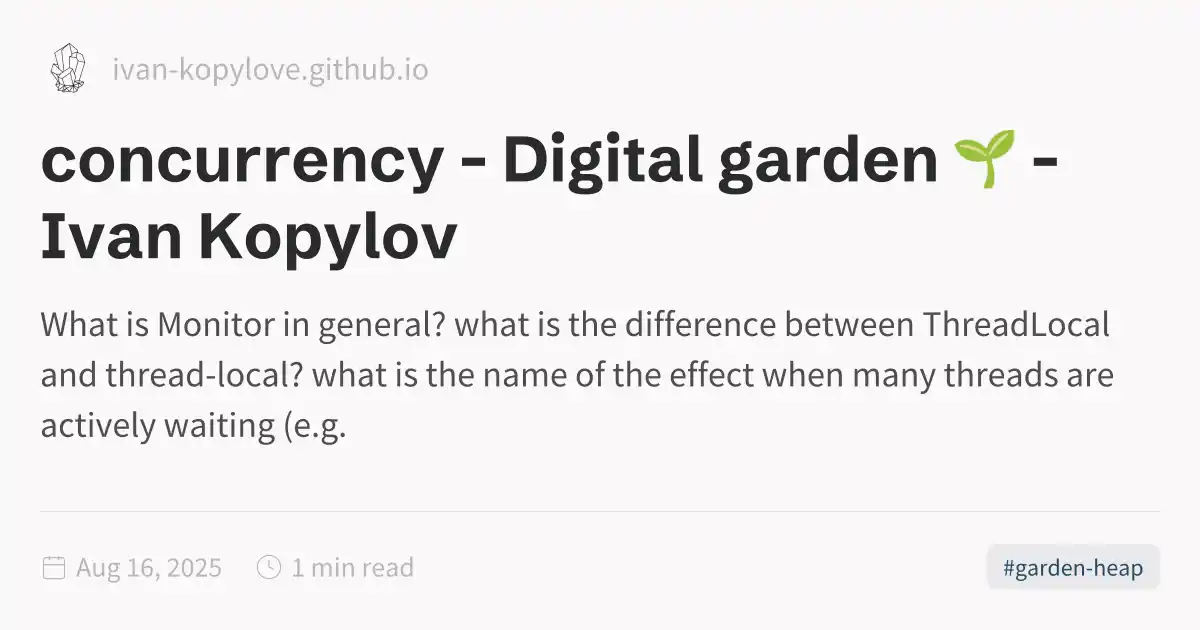 ivan-kopylove.github.io
concurrency - Digital garden 🌱 -
Ivan Kopylov
What is Monitor in general? what is the difference between ThreadLocal
and thread-local? what is the name of the effect when many threads are
actively waiting (e.g.
Aug 16, 2025
1 min read
#garden-heap